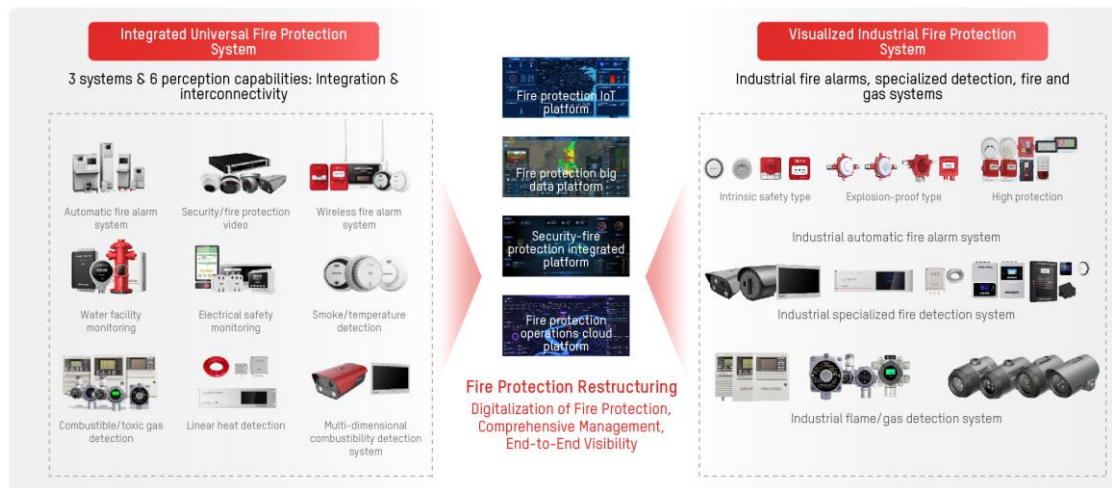 Integrated Universal Fire Protection
System
3 systems & 6 perception capabilities: Integration &
interconnectivity
Automatic fire alarm
system
Security/fire protection
video
Wireless fire alarm
system
Water facility
monitoring
Electrical safety
monitoring
Smoke/temperature
detection
Combustible/toxic gas
detection
Linear heat detection
Multi-dimensional
combustibility detection
system
Fire protection IoT
platform
Fire protection big
data platform
Security-fire
protection integrated
platform
Fire protection
operations cloud
platform
Fire Protection Restructuring
Digitalization of Fire Protection,
Comprehensive Management,
End-to-End Visibility
Visualized Industrial Fire Protection
System
Industrial fire alarms, specialized detection, fire and
gas systems
Intrinsic safety type
Explosion-proof type
High protection
Industrial automatic fire alarm system
Industrial specialized fire detection system
Industrial flame/gas detection system